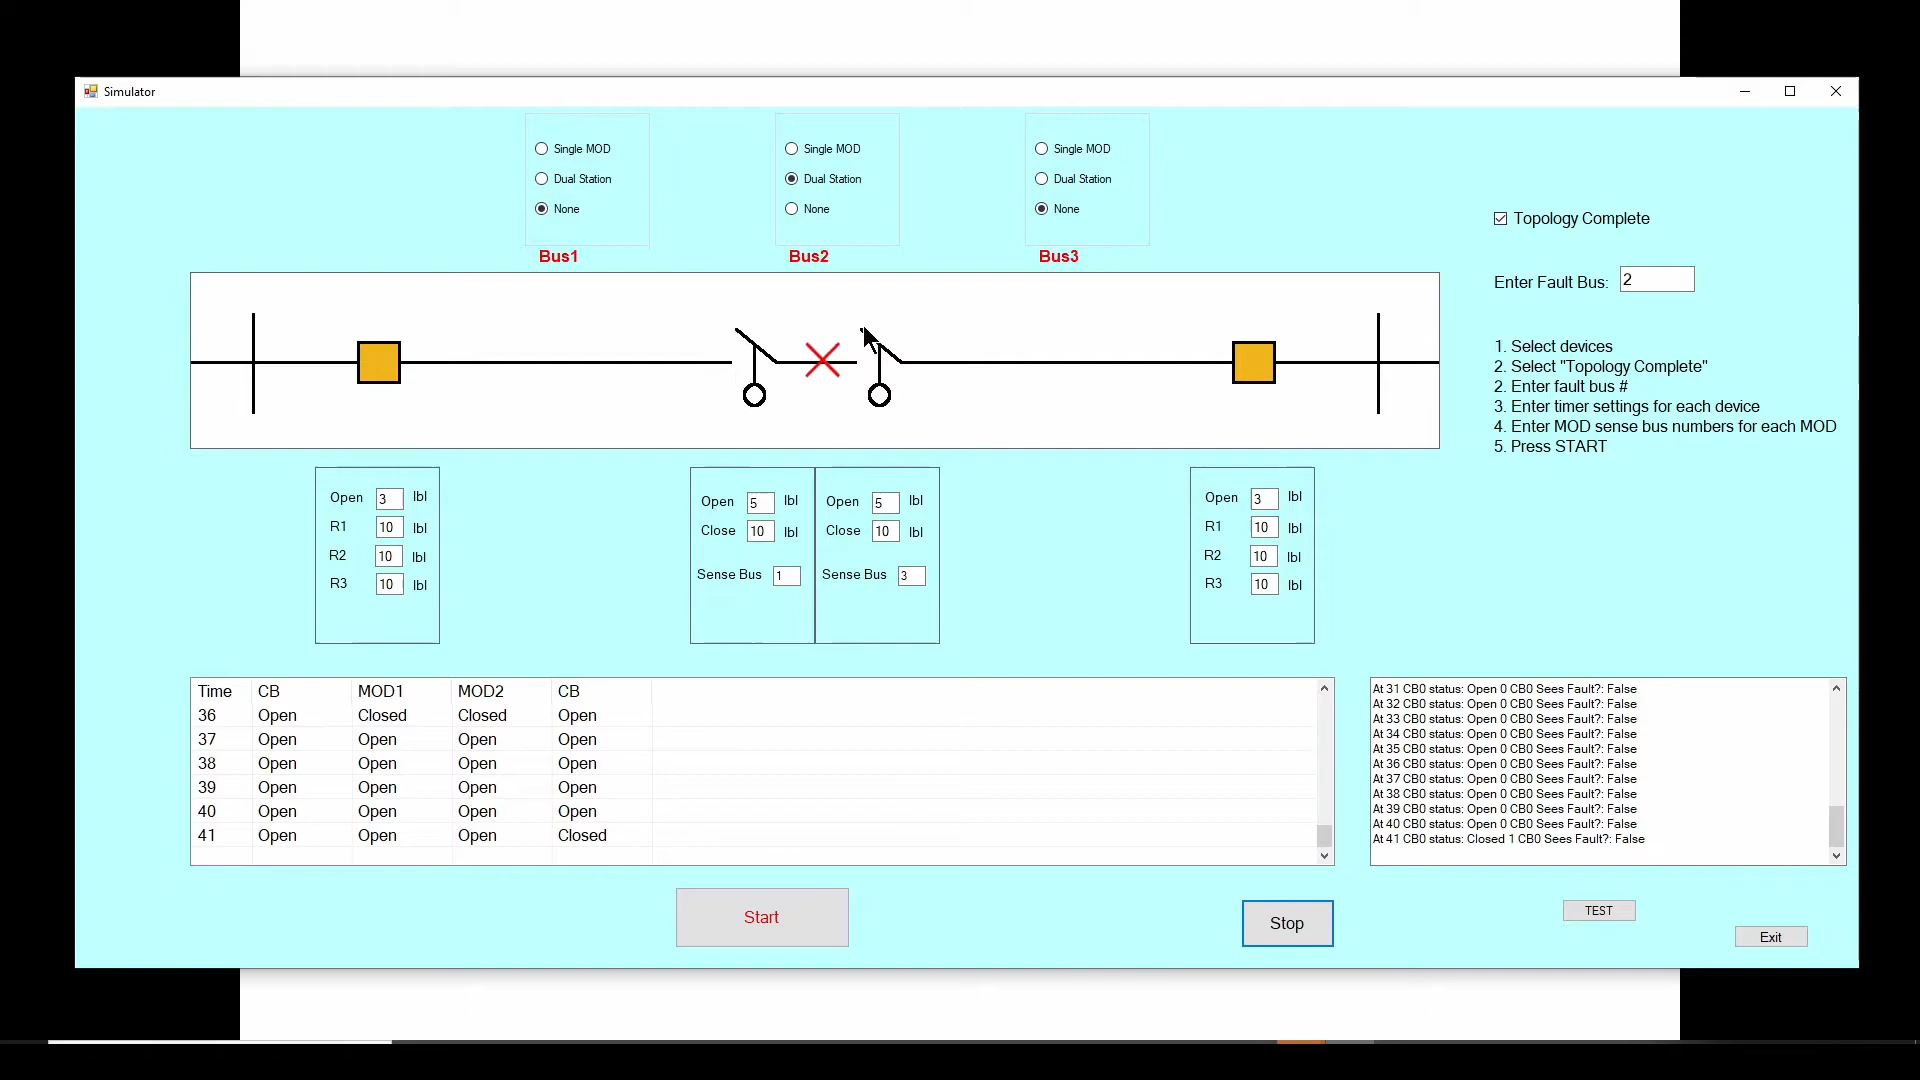 Simulator
Single MOD
Dual Station
None
Single MOD
Dual Station
None
Single MOD
Dual Station
None
Bus1
Bus2
Bus3
Topology Complete
Enter Fault Bus: 2
1. Select devices
2. Select "Topology Complete"
2. Enter fault bus #
3. Enter timer settings for each device
4. Enter MOD sense bus numbers for each MOD
5. Press START
Open 3 lbl
R1 10 lbl
R2 10 lbl
R3 10 lbl
Open 5 lbl
Close 10 lbl
Sense Bus 1
Open 5 lbl
Close 10 lbl
Sense Bus 3
Open 3 lbl
R1 10 lbl
R2 10 lbl
R3 10 lbl
Time CB MOD1 MOD2 CB
36 Open Closed Closed Open
37 Open Open Open Open
38 Open Open Open Open
39 Open Open Open Open
40 Open Open Open Open
41 Open Open Open Closed
At 31 CB0 status: Open 0 CB0 Sees Fault?: False
At 32 CB0 status: Open 0 CB0 Sees Fault?: False
At 33 CB0 status: Open 0 CB0 Sees Fault?: False
At 34 CB0 status: Open 0 CB0 Sees Fault?: False
At 35 CB0 status: Open 0 CB0 Sees Fault?: False
At 36 CB0 status: Open 0 CB0 Sees Fault?: False
At 37 CB0 status: Open 0 CB0 Sees Fault?: False
At 38 CB0 status: Open 0 CB0 Sees Fault?: False
At 39 CB0 status: Open 0 CB0 Sees Fault?: False
At 40 CB0 status: Open 0 CB0 Sees Fault?: False
At 41 CB0 status: Closed 1 CB0 Sees Fault?: False
Start
Stop
TEST
Exit